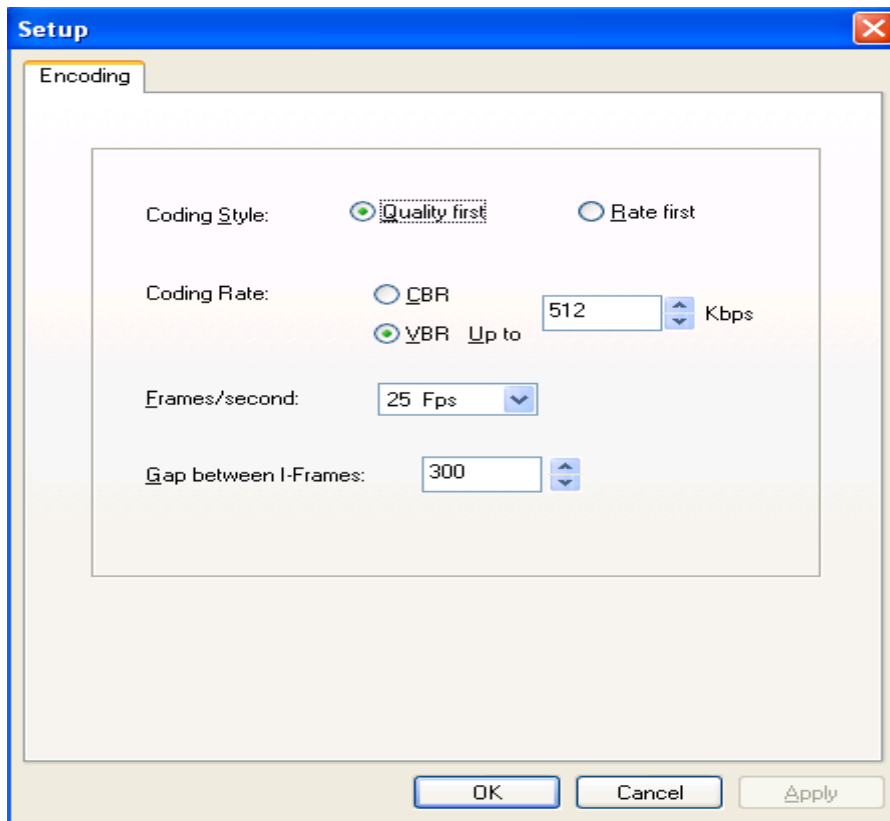 Setup
Encoding
Coding Style: Quality first Rate first
Coding Rate: CBR
512 Kbps
VBR Up to
Frames/second: 25 Fps
Gap between I-Frames: 300
OK Cancel Apply